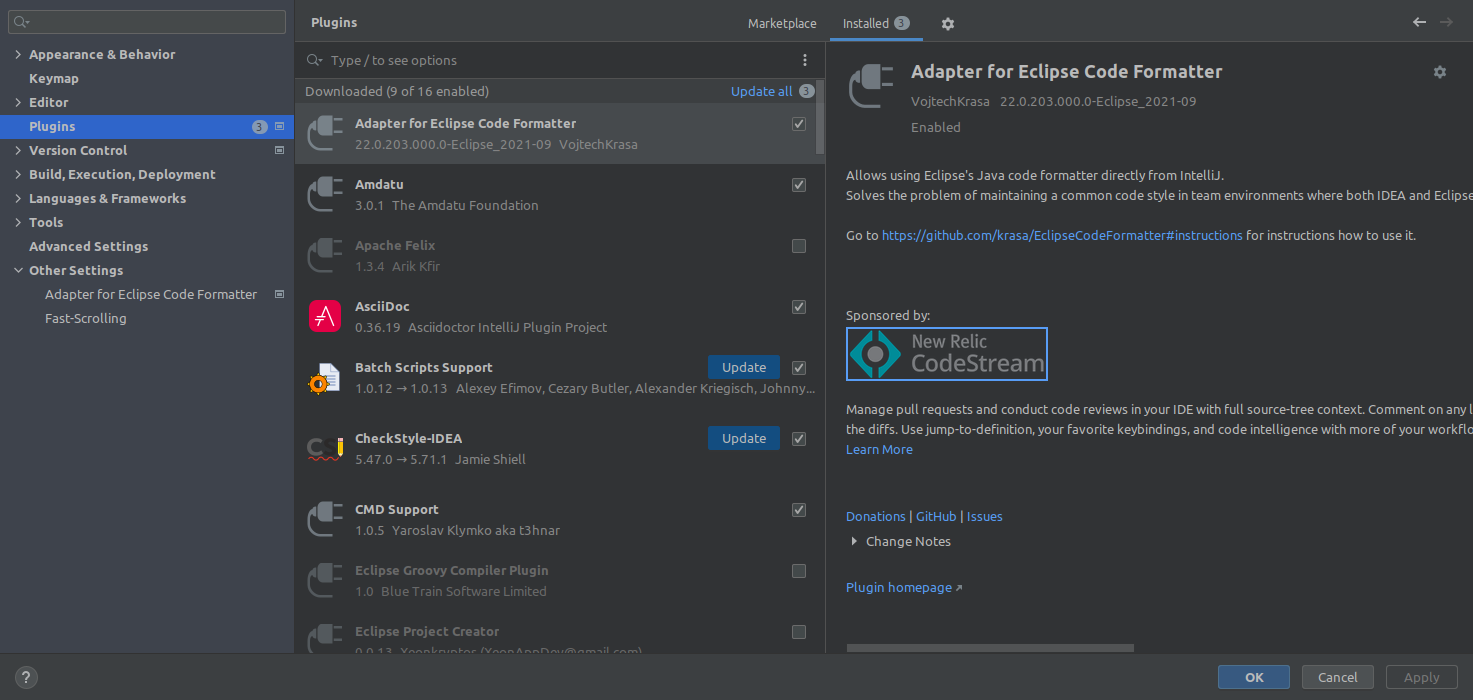 Appearance & Behavior
Keymap
Editor
Plugins 3
Version Control
Build, Execution, Deployment
Languages & Frameworks
Tools
Advanced Settings
Other Settings
Adapter for Eclipse Code Formatter
Fast-Scrolling
Plugins
Marketplace
Installed 3
Type / to see options
Downloaded (9 of 16 enabled)
Update all 3
Adapter for Eclipse Code Formatter
22.0.203.000.0-Eclipse_2021-09 VojtechKrasa
Amdatu
3.0.1 The Amdatu Foundation
Apache Felix
1.3.4 Arik Kfir
AsciiDoc
0.36.19 Asciidoctor IntelliJ Plugin Project
Batch Scripts Support
Update
1.0.12 → 1.0.13 Alexey Efimov, Cezary Butler, Alexander Kriegisch, Johnny...
CheckStyle-IDEA
Update
5.47.0 → 5.71.1 Jamie Shiell
CMD Support
1.0.5 Yaroslav Klymko aka t3hnar
Eclipse Groovy Compiler Plugin
1.0 Blue Train Software Limited
Eclipse Project Creator
Adapter for Eclipse Code Formatter
VojtechKrasa 22.0.203.000.0-Eclipse_2021-09
Enabled
Allows using Eclipse's Java code formatter directly from IntelliJ.
Solves the problem of maintaining a common code style in team environments where both IDEA and Eclipse
Go to https://github.com/krasa/EclipseCodeFormatter#instructions for instructions how to use it.
Sponsored by:
New Relic
CodeStream
Manage pull requests and conduct code reviews in your IDE with full source-tree context. Comment on any
the diffs. Use jump-to-definition, your favorite keybindings, and code intelligence with more of your
Learn More
Donations | GitHub | Issues
Change Notes
Plugin homepage ↗
?
OK
Cancel
Apply